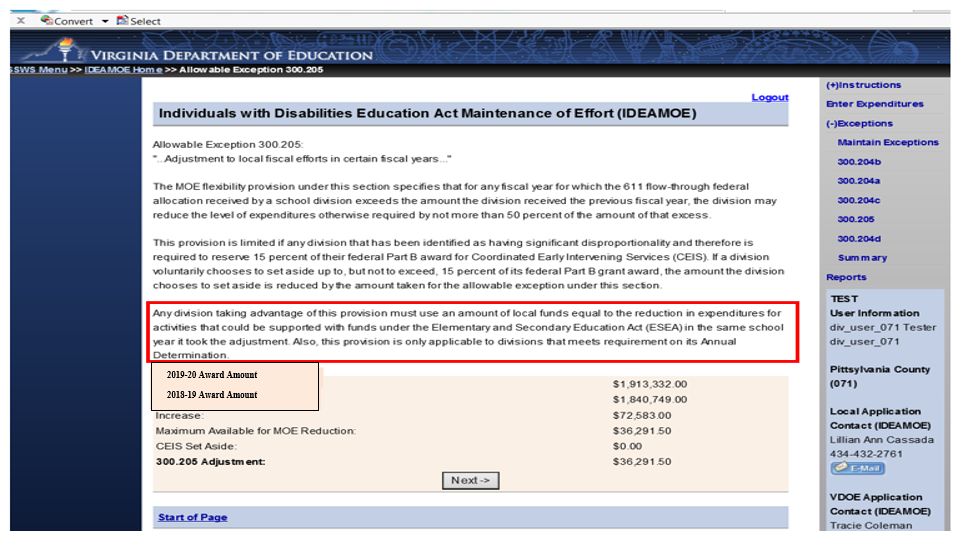 X Convert Select
VIRGINIA DEPARTMENT OF EDUCATION
SSWS Menu >> IDEAMOE Home >> Allowable Exception 300.205
Logout
Individuals with Disabilities Education Act Maintenance of Effort (IDEAMOE)
Allowable Exception 300.205:
"...Adjustment to local fiscal efforts in certain fiscal years..."
The MOE flexibility provision under this section specifies that for any fiscal year for which the 611 flow-through federal
allocation received by a school division exceeds the amount the division received the previous fiscal year, the division may
reduce the level of expenditures otherwise required by not more than 50 percent of the amount of that excess.
This provision is limited if any division that has been identified as having significant disproportionality and therefore is
required to reserve 15 percent of their federal Part B award for Coordinated Early Intervening Services (CEIS). If a division
voluntarily chooses to set aside up to, but not to exceed, 15 percent of its federal Part B grant award, the amount the division
chooses to set aside is reduced by the amount taken for the allowable exception under this section.
Any division taking advantage of this provision must use an amount of local funds equal to the reduction in expenditures for
activities that could be supported with funds under the Elementary and Secondary Education Act (ESEA) in the same school
year it took the adjustment. Also, this provision is only applicable to divisions that meets requirement on its Annual
Determination.
2019-20 Award Amount $1,913,332.00
2018-19 Award Amount $1,840,749.00
Increase: $72,583.00
Maximum Available for MOE Reduction: $36,291.50
CEIS Set Aside: $0.00
300.205 Adjustment: $36,291.50
Next ->
Start of Page
(+)Instructions
Enter Expenditures
(-)Exceptions
Maintain Exceptions
300.204b
300.204a
300.204c
300.205
300.204d
Summary
Reports
TEST
User Information
div_user_071 Tester
div_user_071
Pittsylvania County
(071)
Local Application
Contact (IDEAMOE)
Lillian Ann Cassada
434-432-2761
E-Mail
VDOE Application
Contact (IDEAMOE)
Tracie Coleman